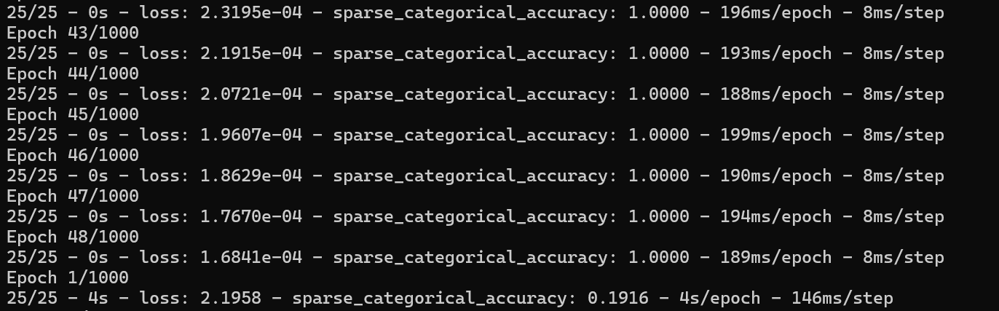 25/25 - 0s - loss: 2.3195e-04 - sparse_categorical_accuracy: 1.0000 - 196ms/epoch - 8ms/step
Epoch 43/1000
25/25 - 0s - loss: 2.1915e-04 - sparse_categorical_accuracy: 1.0000 - 193ms/epoch - 8ms/step
Epoch 44/1000
25/25 - 0s - loss: 2.0721e-04 - sparse_categorical_accuracy: 1.0000 - 188ms/epoch - 8ms/step
Epoch 45/1000
25/25 - 0s - loss: 1.9607e-04 - sparse_categorical_accuracy: 1.0000 - 199ms/epoch - 8ms/step
Epoch 46/1000
25/25 - 0s - loss: 1.8629e-04 - sparse_categorical_accuracy: 1.0000 - 190ms/epoch - 8ms/step
Epoch 47/1000
25/25 - 0s - loss: 1.7670e-04 - sparse_categorical_accuracy: 1.0000 - 194ms/epoch - 8ms/step
Epoch 48/1000
25/25 - 0s - loss: 1.6841e-04 - sparse_categorical_accuracy: 1.0000 - 189ms/epoch - 8ms/step
Epoch 1/1000
25/25 - 4s - loss: 2.1958 - sparse_categorical_accuracy: 0.1916 - 4s/epoch - 146ms/step